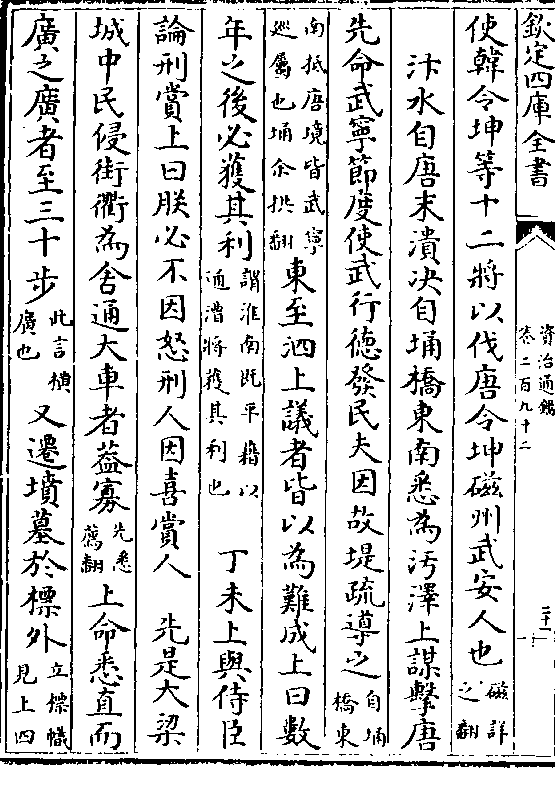 欽定四庫全書
資治通鑑
卷二百九十二
三十一
使韓令坤等十二將以伐唐令坤磁州武安人也磁詳之翻
汴水自唐末潰決自埇橋東南悉為汚澤上謀擊唐
先命武寧節度使武行德發民夫因故堤疏導之自埇橋東
南抵唐境皆武寧廵屬也埇余拱翻東至泗上議者皆以為難成上曰數
年之後必獲其利謂淮南既平藉以通漕將獲其利也丁未上與侍臣
論刑賞上曰朕必不因怒刑人因喜賞人先是大梁
城中民侵街衢為舍通大車者葢寡先悉薦翻上命悉直而
廣之廣者至三十步此言横廣也又遷墳墓於標外立標幟見上四